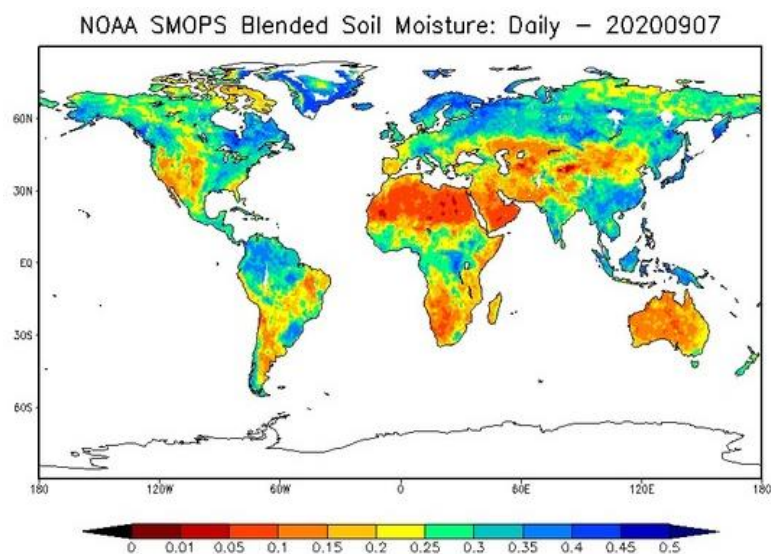 NOAA SMOPS Blended Soil Moisture: Daily – 20200907
60N
30N
EQ
30S
60S
180 120W 60W 0 60E 120E 180
0 0.01 0.05 0.1 0.15 0.2 0.25 0.3 0.35 0.4 0.45 0.5